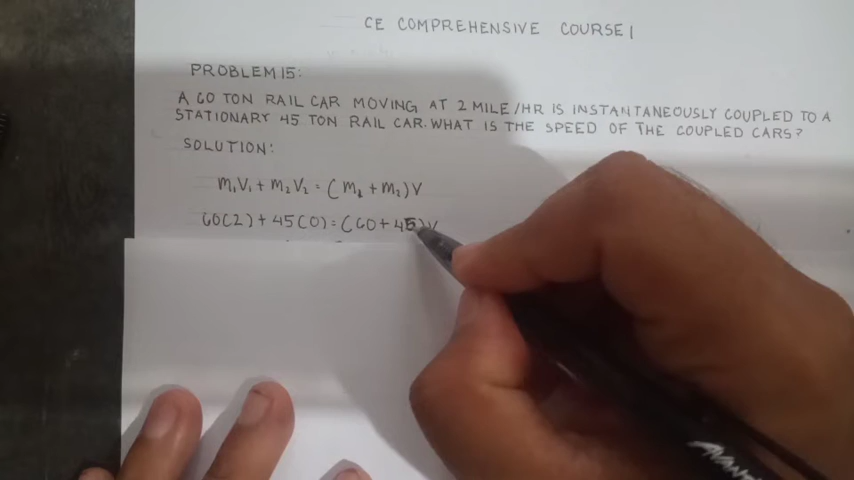 CE COMPREHENSIVE COURSE 1
PROBLEM 15:
A 60 TON RAIL CAR MOVING AT 2 MILE/HR IS INSTANTANEOUSLY COUPLED TO A
STATIONARY 45 TON RAIL CAR. WHAT IS THE SPEED OF THE COUPLED CARS?
SOLUTION:
m₁V₁ + m₂V₂ = (m₁ + m₂)V
60(2) + 45(0) = (60 + 45)V